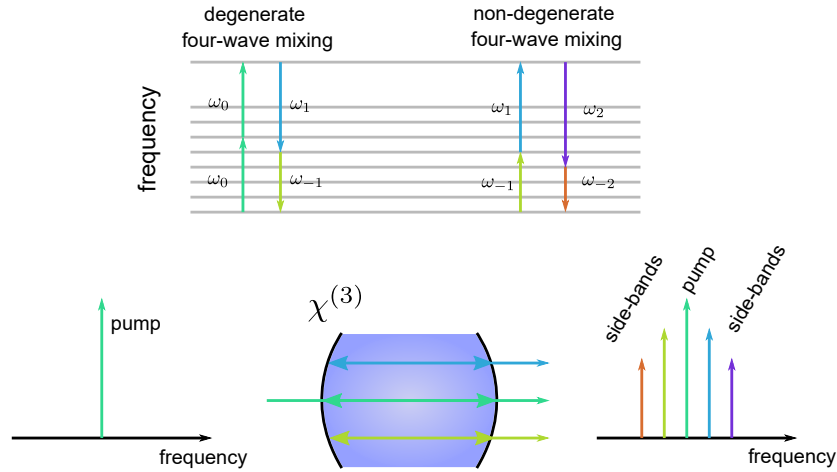 degenerate
four-wave mixing
non-degenerate
four-wave mixing
frequency
ω₀
ω₁
ω₀
ω₋₁
ω₁
ω₂
ω₋₁
ω₋₂
pump
frequency
χ⁽³⁾
side-bands
pump
side-bands
frequency